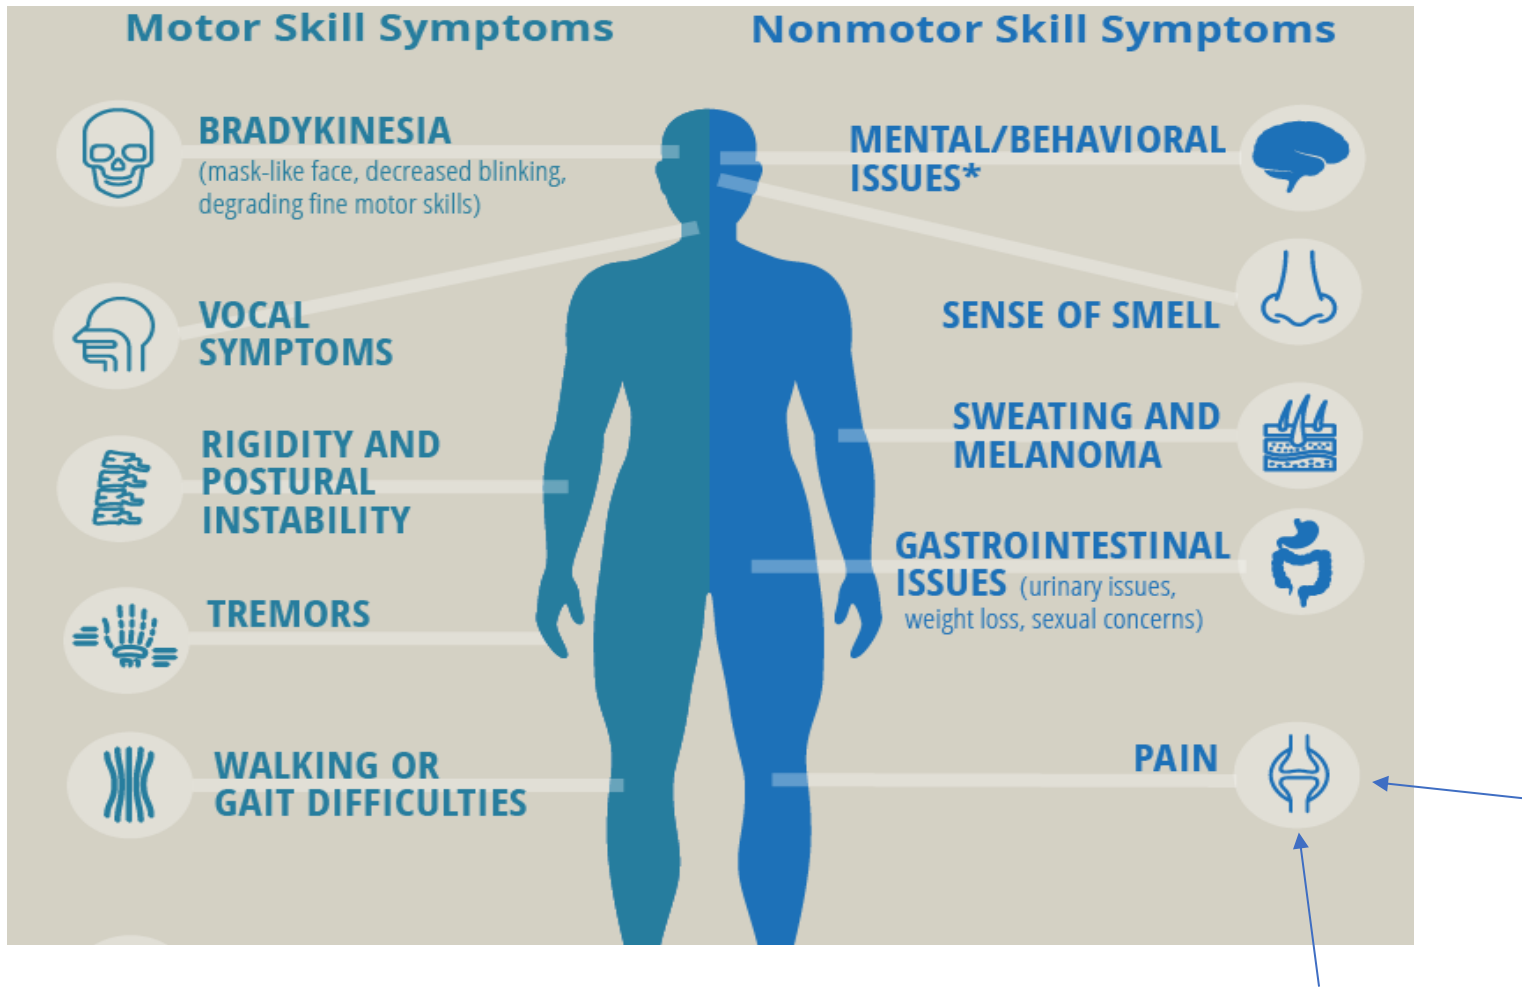 Motor Skill Symptoms
BRADYKINESIA
(mask-like face, decreased blinking,
degrading fine motor skills)
VOCAL
SYMPTOMS
RIGIDITY AND
POSTURAL
INSTABILITY
TREMORS
WALKING OR
GAIT DIFFICULTIES
Nonmotor Skill Symptoms
MENTAL/BEHAVIORAL
ISSUES*
SENSE OF SMELL
SWEATING AND
MELANOMA
GASTROINTESTINAL
ISSUES (urinary issues,
weight loss, sexual concerns)
PAIN